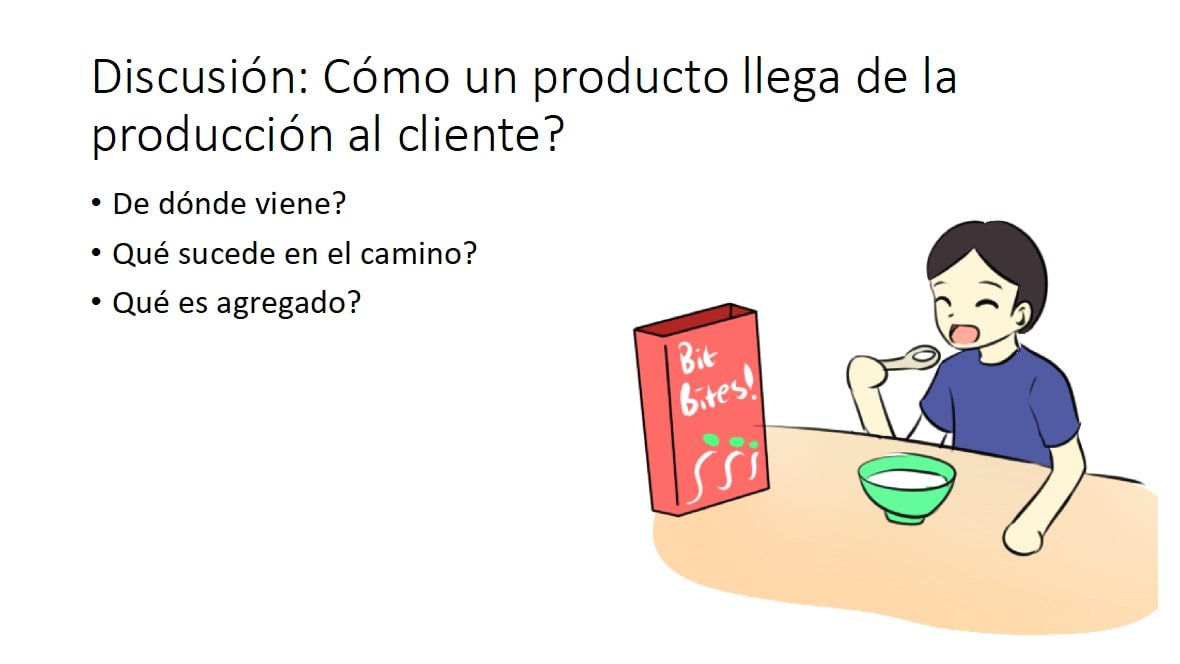 Discusión: Cómo un producto llega de la
producción al cliente?
• De dónde viene?
• Qué sucede en el camino?
• Qué es agregado?
Bit
Bites!